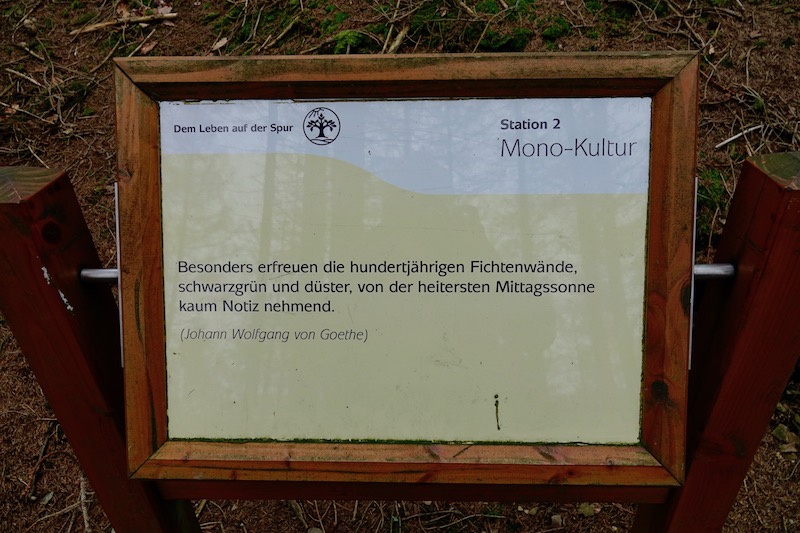 Dem Leben auf der Spur
Station 2
Mono-Kultur
Besonders erfreuen die hundertjährigen Fichtenwände,
schwarzgrün und düster, von der heitersten Mittagssonne
kaum Notiz nehmend.
(Johann Wolfgang von Goethe)